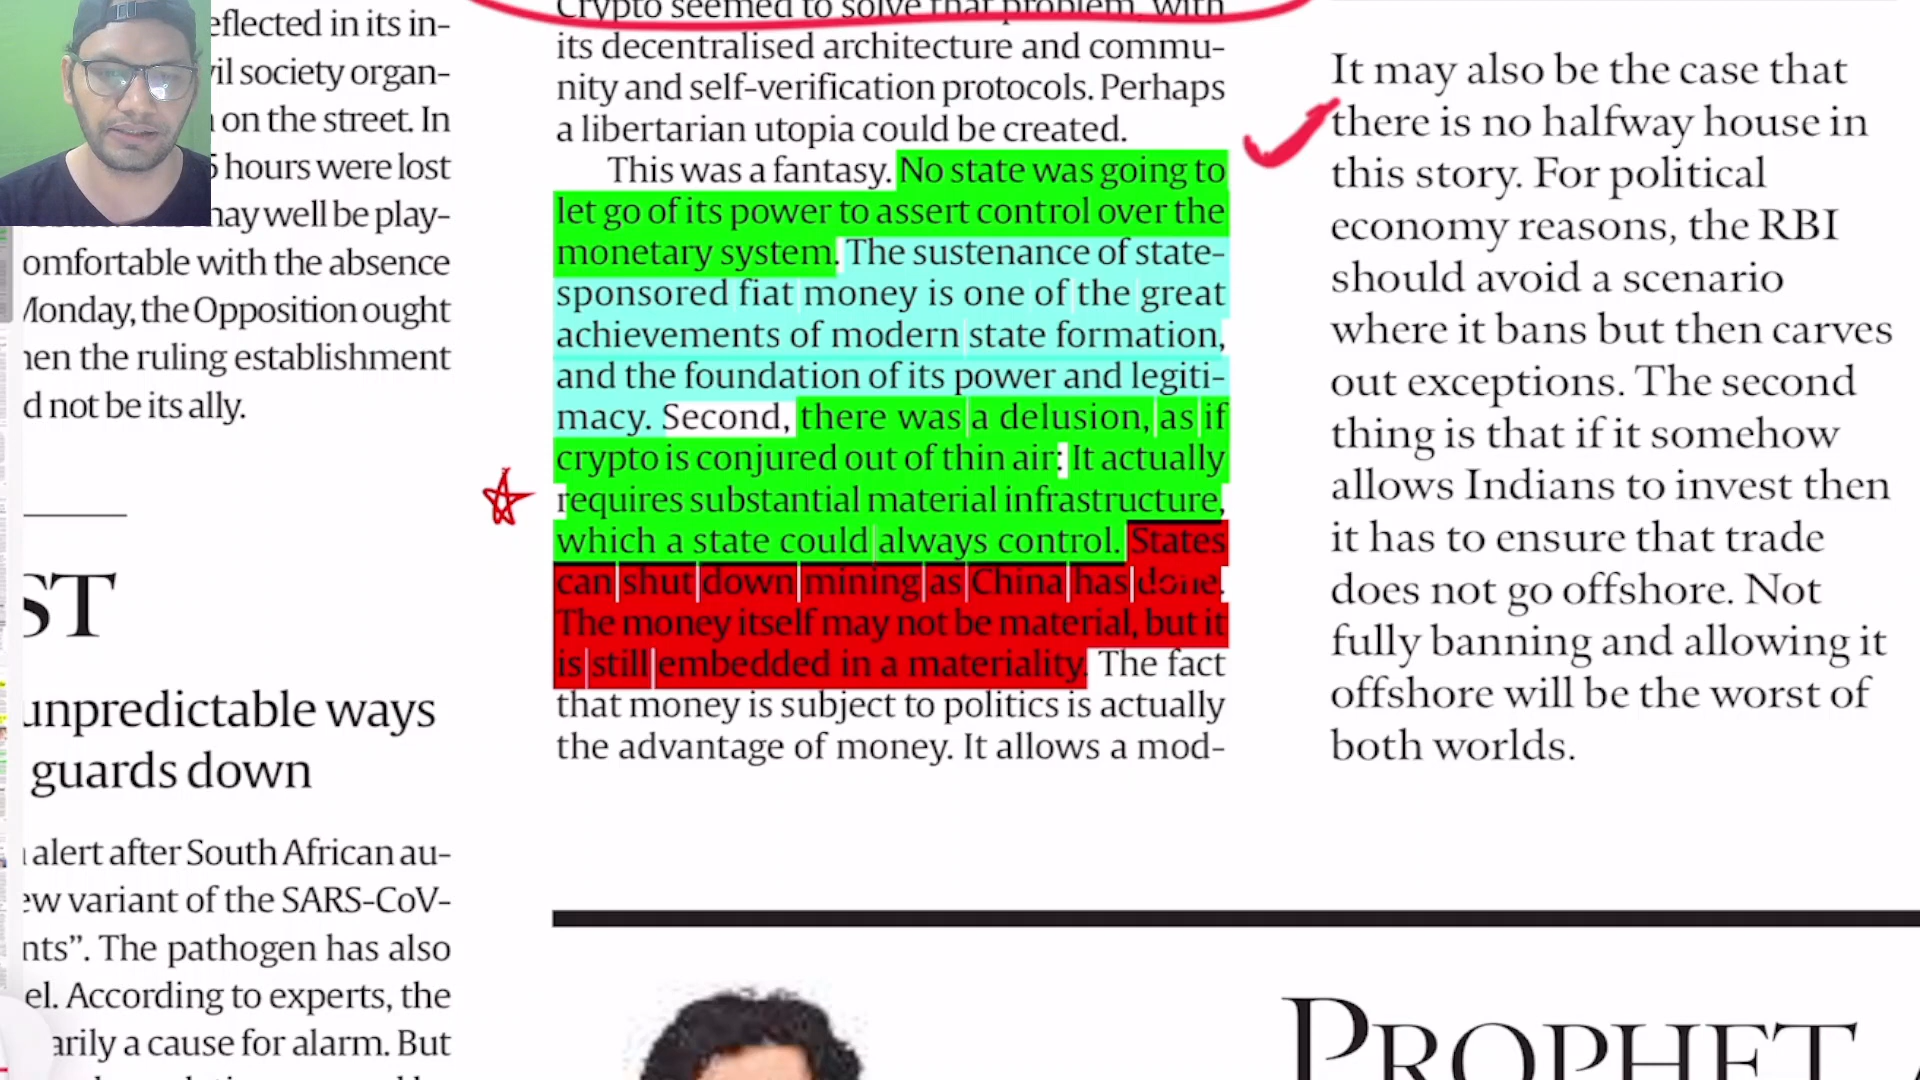 eflected in its in-
vil society organ-
on the street. In
5 hours were lost
may well be play-
omfortable with the absence
Monday, the Opposition ought
hen the ruling establishment
d not be its ally.
ST
unpredictable ways
guards down
alert after South African au-
ew variant of the SARS-CoV-
nts”. The pathogen has also
el. According to experts, the
arily a cause for alarm. But
Crypto seemed to solve that problem, with
its decentralised architecture and commu-
nity and self-verification protocols. Perhaps
a libertarian utopia could be created.
This was a fantasy. No state was going to
let go of its power to assert control over the
monetary system. The sustenance of state-
sponsored fiat money is one of the great
achievements of modern state formation,
and the foundation of its power and legiti-
macy. Second, there was a delusion, as if
crypto is conjured out of thin air: It actually
requires substantial material infrastructure,
which a state could always control. States
can shut down mining as China has done.
The money itself may not be material, but it
is still embedded in a materiality. The fact
that money is subject to politics is actually
the advantage of money. It allows a mod-
It may also be the case that
there is no halfway house in
this story. For political
economy reasons, the RBI
should avoid a scenario
where it bans but then carves
out exceptions. The second
thing is that if it somehow
allows Indians to invest then
it has to ensure that trade
does not go offshore. Not
fully banning and allowing it
offshore will be the worst of
both worlds.
PROPHET